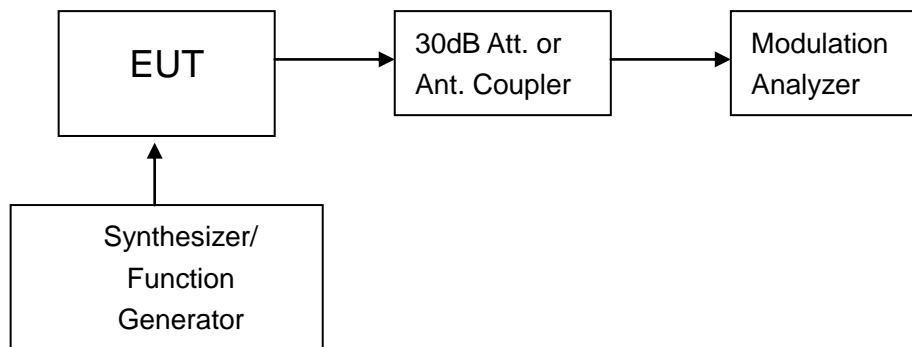 EUT
30dB Att. or
Ant. Coupler
Modulation
Analyzer
Synthesizer/
Function
Generator